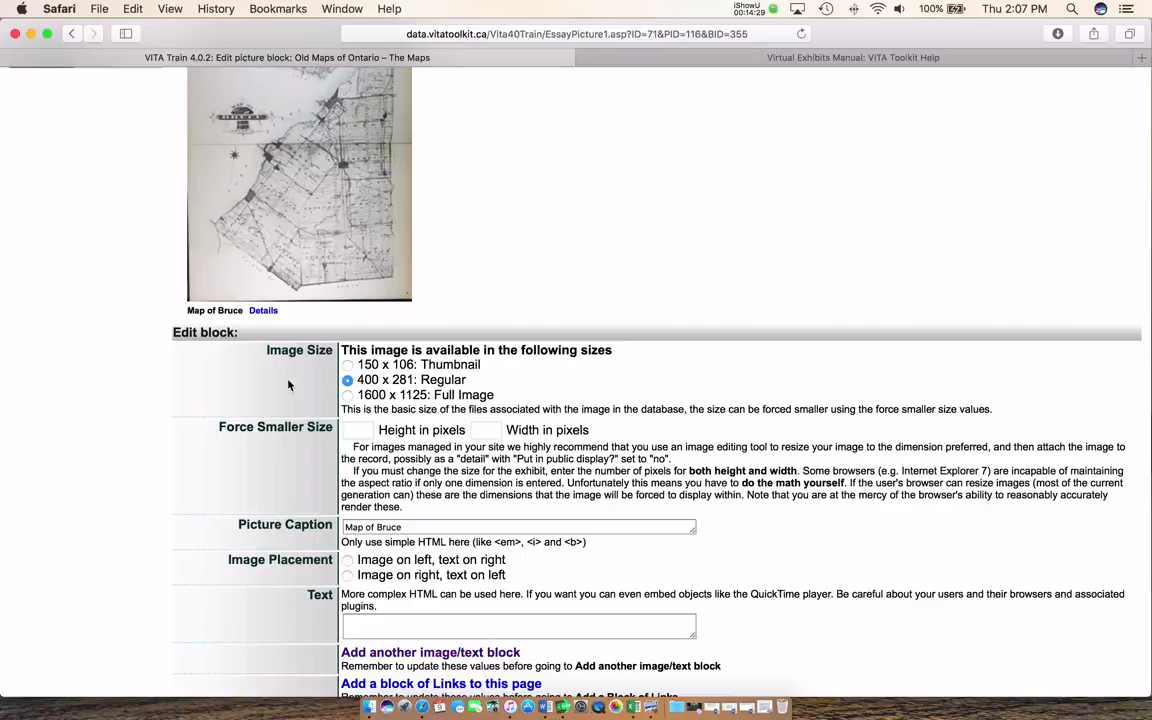 Safari File Edit View History Bookmarks Window Help iShowU 00:14:29 100% Thu 2:07 PM
data.vitatoolkit.ca/Vita40Train/EssayPicture1.asp?ID=71&PID=116&BID=355
VITA Train 4.0.2: Edit picture block: Old Maps of Ontario – The Maps
Virtual Exhibits Manual: VITA Toolkit Help
Map of Bruce Details
Edit block:
Image Size This image is available in the following sizes
150 x 106: Thumbnail
400 x 281: Regular
1600 x 1125: Full Image
This is the basic size of the files associated with the image in the database, the size can be forced smaller using the force smaller size values.
Force Smaller Size Height in pixels Width in pixels
For images managed in your site we highly recommend that you use an image editing tool to resize your image to the dimension preferred, and then attach the image to
the record, possibly as a "detail" with "Put in public display?" set to "no".
If you must change the size for the exhibit, enter the number of pixels for both height and width. Some browsers (e.g. Internet Explorer 7) are incapable of maintaining
the aspect ratio if only one dimension is entered. Unfortunately this means you have to do the math yourself. If the user's browser can resize images (most of the current
generation can) these are the dimensions that the image will be forced to display within. Note that you are at the mercy of the browser's ability to reasonably accurately
render these.
Picture Caption Map of Bruce
Only use simple HTML here (like <em>, <i> and <b>)
Image Placement Image on left, text on right
Image on right, text on left
Text More complex HTML can be used here. If you want you can even embed objects like the QuickTime player. Be careful about your users and their browsers and associated
plugins.
Add another image/text block
Remember to update these values before going to Add another image/text block
Add a block of Links to this page
Remember to update these values before going to Add a Block of Links